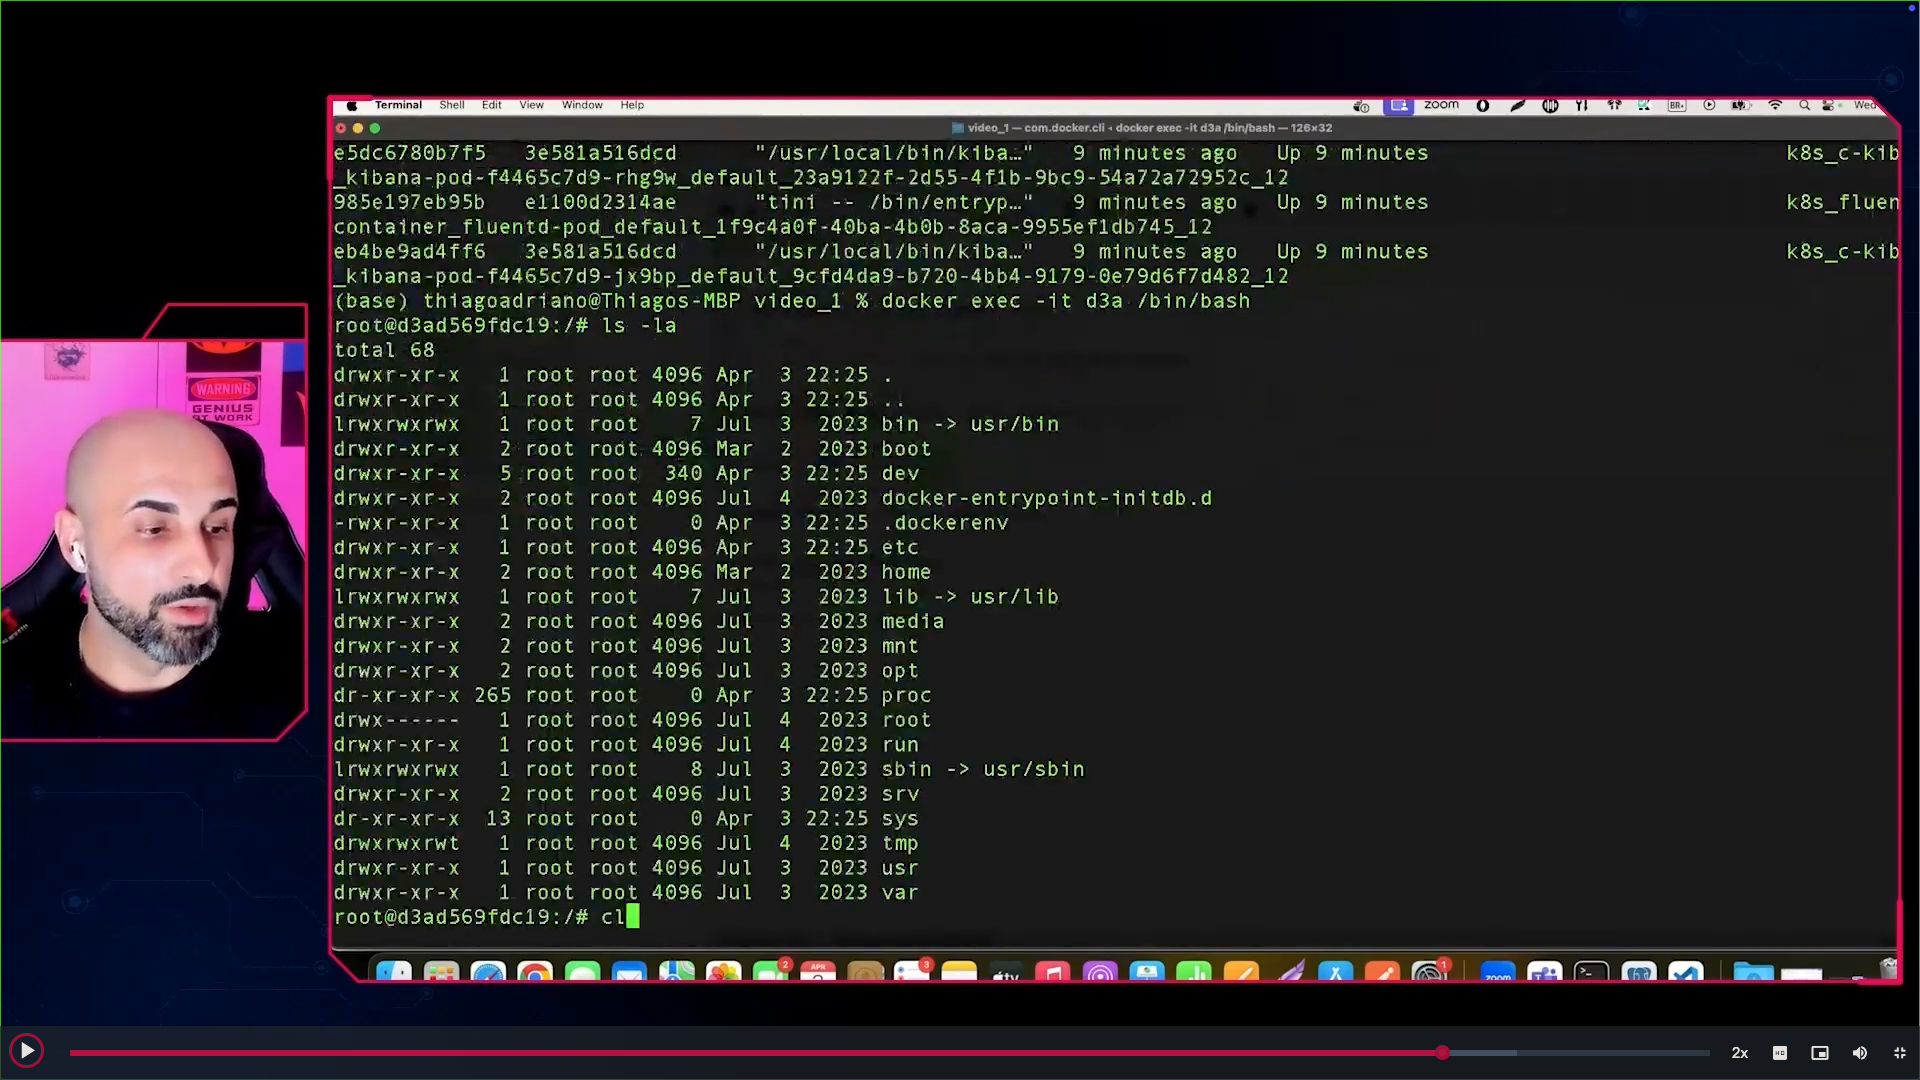 Terminal Shell Edit View Window Help zoom BR Wed
video_1 — com.docker.cli ◂ docker exec -it d3a /bin/bash — 126×32
e5dc6780b7f5 3e581a516dcd "/usr/local/bin/kiba…" 9 minutes ago Up 9 minutes k8s_c-kib
_kibana-pod-f4465c7d9-rhg9w_default_23a9122f-2d55-4f1b-9bc9-54a72a72952c_12
985e197eb95b e1100d2314ae "tini -- /bin/entryp…" 9 minutes ago Up 9 minutes k8s_fluen
container_fluentd-pod_default_1f9c4a0f-40ba-4b0b-8aca-9955ef1db745_12
eb4be9ad4ff6 3e581a516dcd "/usr/local/bin/kiba…" 9 minutes ago Up 9 minutes k8s_c-kib
_kibana-pod-f4465c7d9-jx9bp_default_9cfd4da9-b720-4bb4-9179-0e79d6f7d482_12
(base) thiagoadriano@Thiagos-MBP video_1 % docker exec -it d3a /bin/bash
root@d3ad569fdc19:/# ls -la
total 68
drwxr-xr-x 1 root root 4096 Apr 3 22:25 .
drwxr-xr-x 1 root root 4096 Apr 3 22:25 ..
lrwxrwxrwx 1 root root 7 Jul 3 2023 bin -> usr/bin
drwxr-xr-x 2 root root 4096 Mar 2 2023 boot
drwxr-xr-x 5 root root 340 Apr 3 22:25 dev
drwxr-xr-x 2 root root 4096 Jul 4 2023 docker-entrypoint-initdb.d
-rwxr-xr-x 1 root root 0 Apr 3 22:25 .dockerenv
drwxr-xr-x 1 root root 4096 Apr 3 22:25 etc
drwxr-xr-x 2 root root 4096 Mar 2 2023 home
lrwxrwxrwx 1 root root 7 Jul 3 2023 lib -> usr/lib
drwxr-xr-x 2 root root 4096 Jul 3 2023 media
drwxr-xr-x 2 root root 4096 Jul 3 2023 mnt
drwxr-xr-x 2 root root 4096 Jul 3 2023 opt
dr-xr-xr-x 265 root root 0 Apr 3 22:25 proc
drwx------ 1 root root 4096 Jul 4 2023 root
drwxr-xr-x 1 root root 4096 Jul 4 2023 run
lrwxrwxrwx 1 root root 8 Jul 3 2023 sbin -> usr/sbin
drwxr-xr-x 2 root root 4096 Jul 3 2023 srv
dr-xr-xr-x 13 root root 0 Apr 3 22:25 sys
drwxrwxrwt 1 root root 4096 Jul 4 2023 tmp
drwxr-xr-x 1 root root 4096 Jul 3 2023 usr
drwxr-xr-x 1 root root 4096 Jul 3 2023 var
root@d3ad569fdc19:/# cl
WARNING
GENIUS
AT WORK
2
APR
3
tv
1
zoom
2x
HD